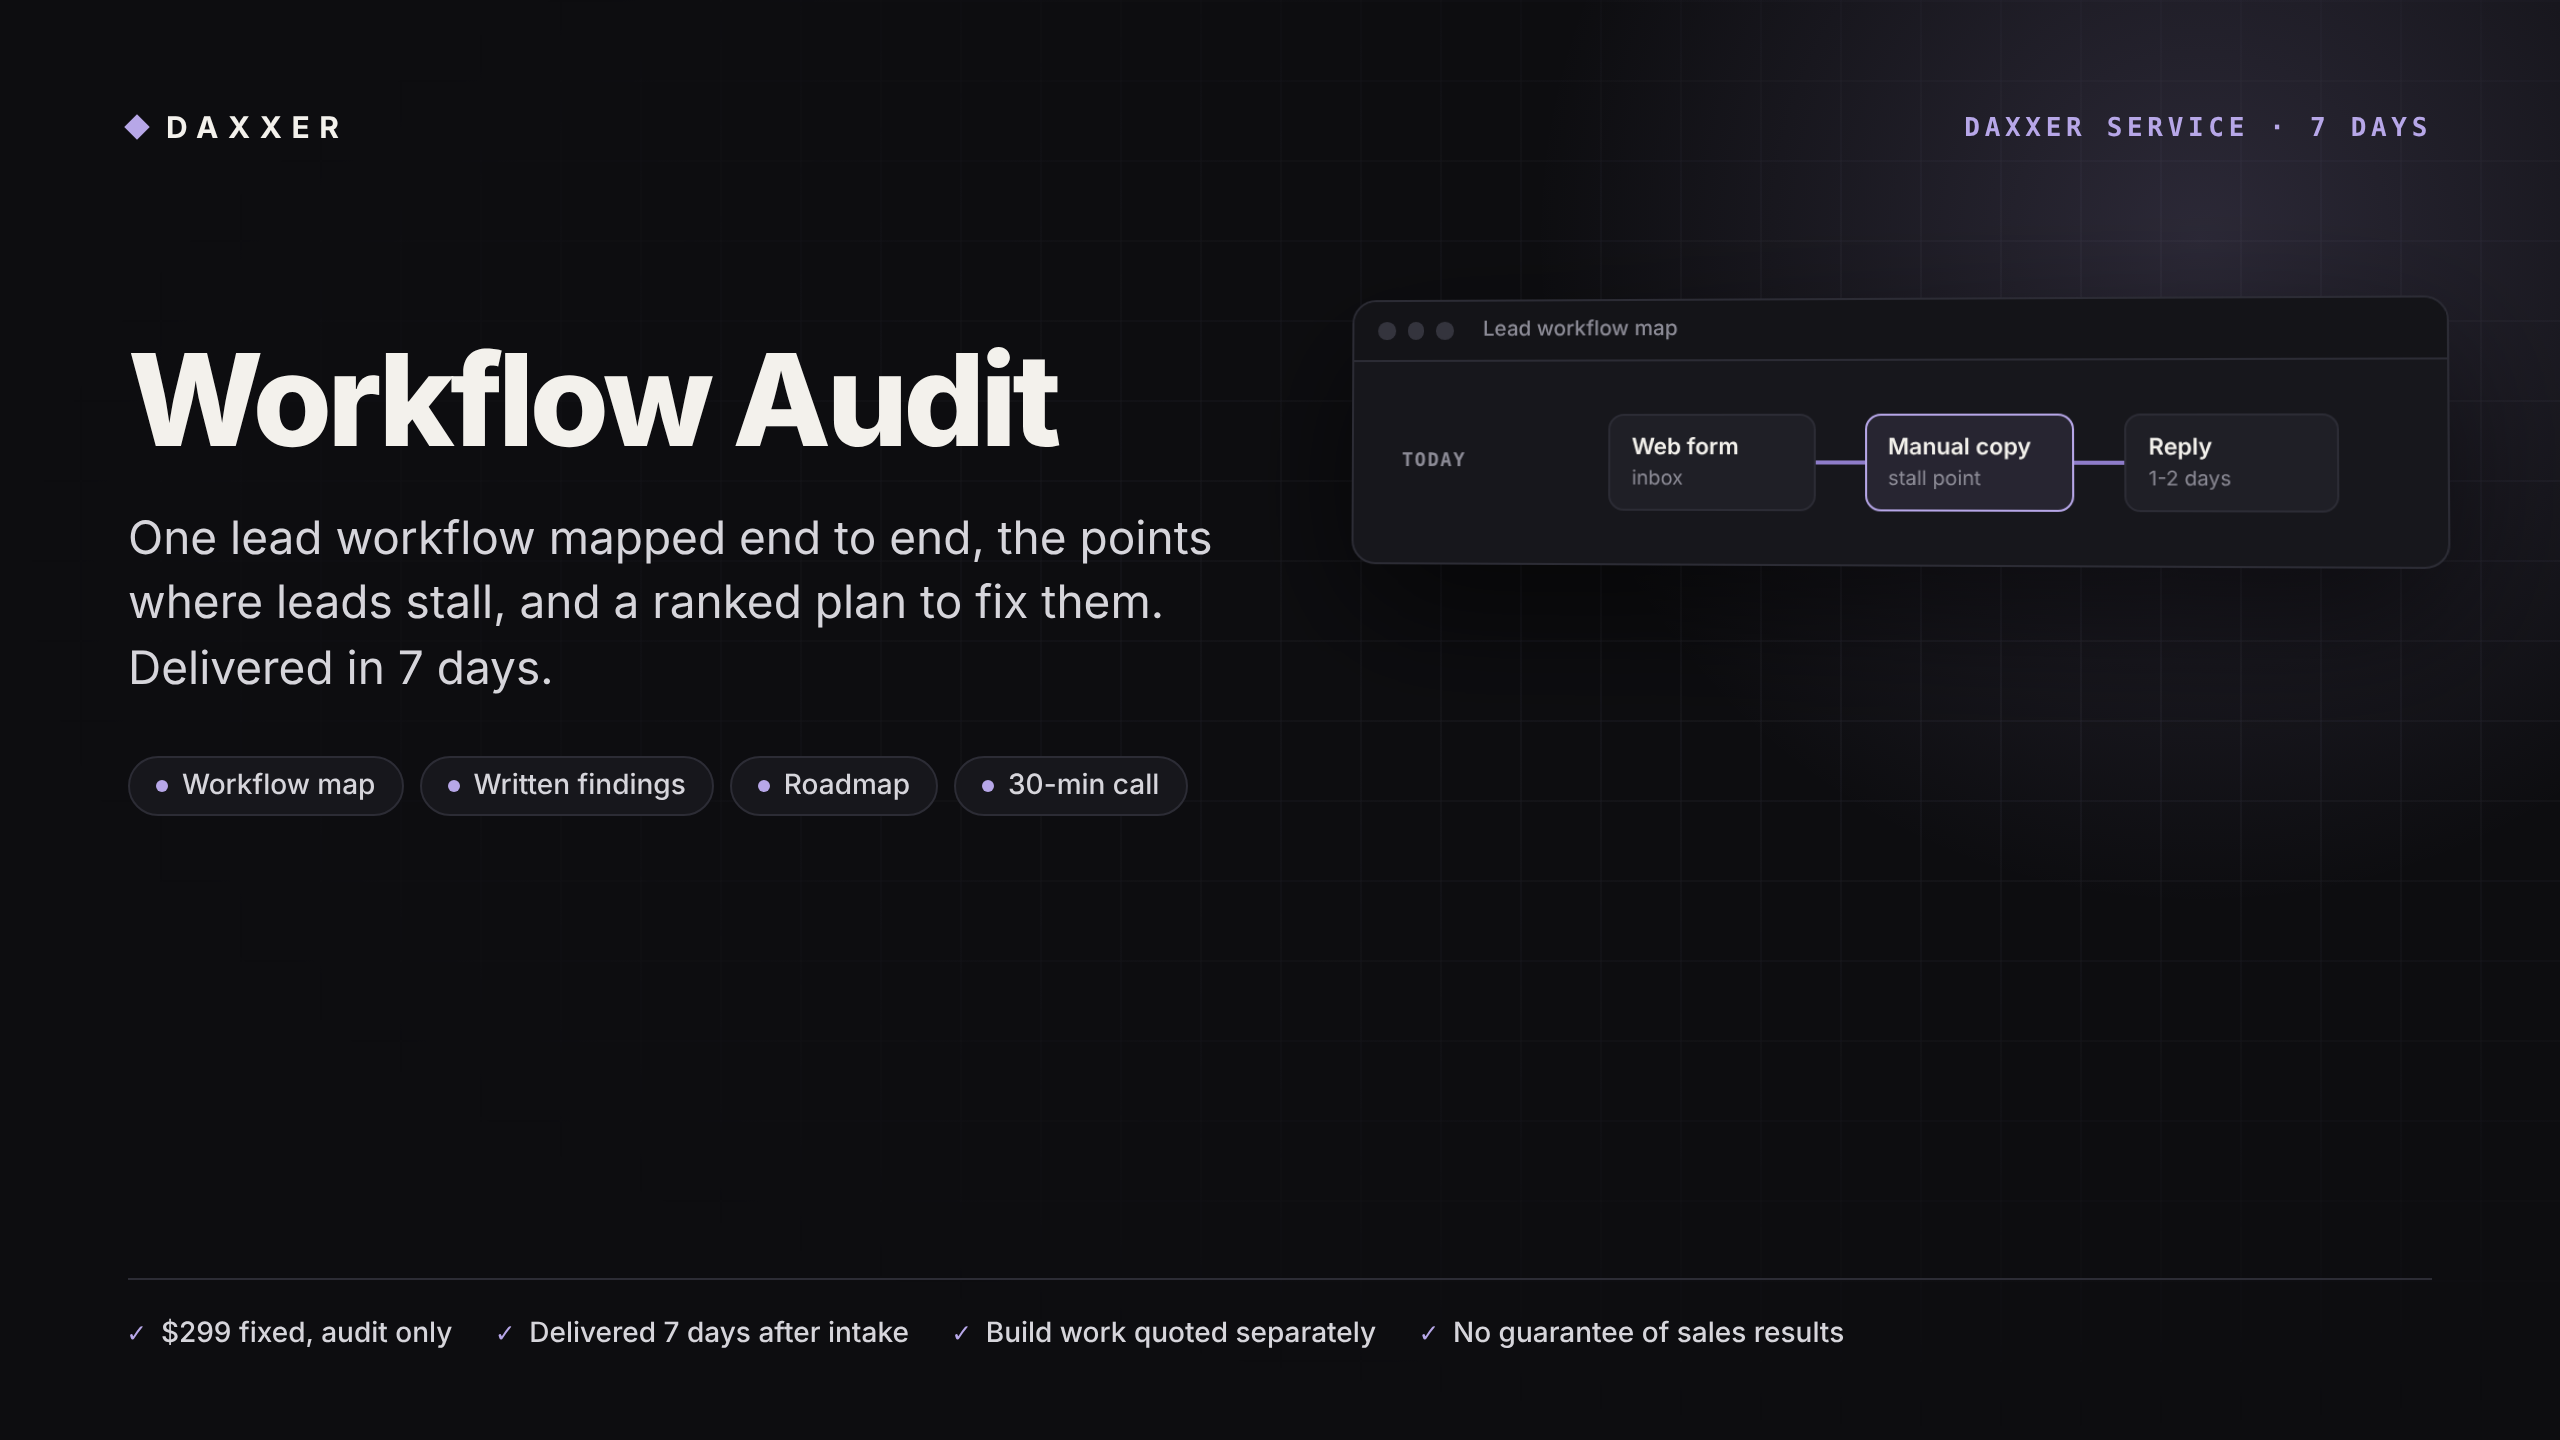 DAXXER
DAXXER SERVICE · 7 DAYS
Workflow Audit
One lead workflow mapped end to end, the points
where leads stall, and a ranked plan to fix them.
Delivered in 7 days.
Workflow map
Written findings
Roadmap
30-min call
Lead workflow map
TODAY
Web form
inbox
Manual copy
stall point
Reply
1-2 days
✓ $299 fixed, audit only
✓ Delivered 7 days after intake
✓ Build work quoted separately
✓ No guarantee of sales results